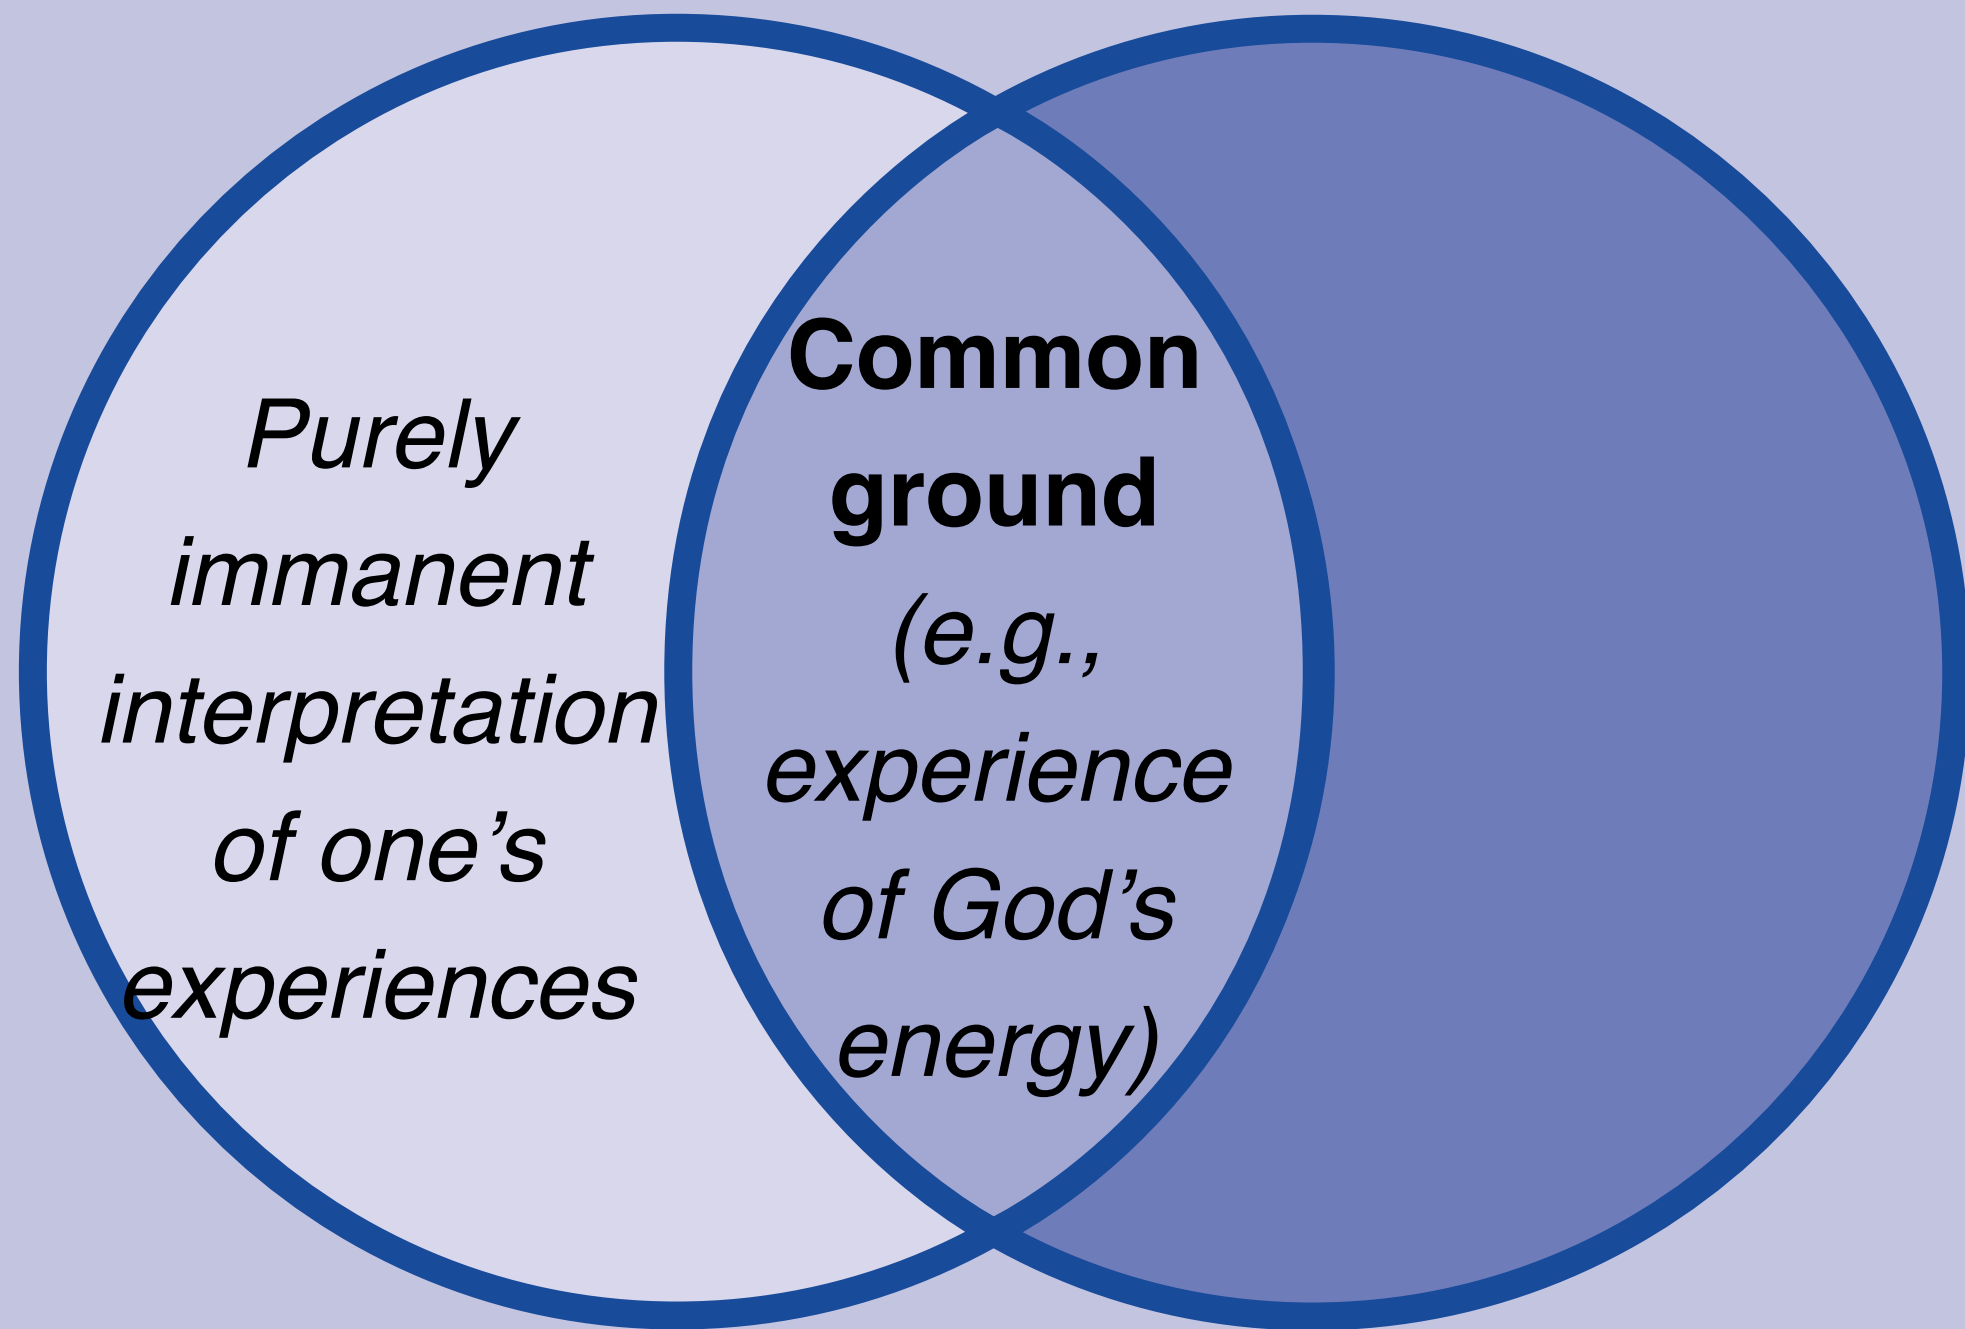 Purely
immanent
interpretation
of one’s
experiences
Common
ground
(e.g.,
experience
of God’s
energy)